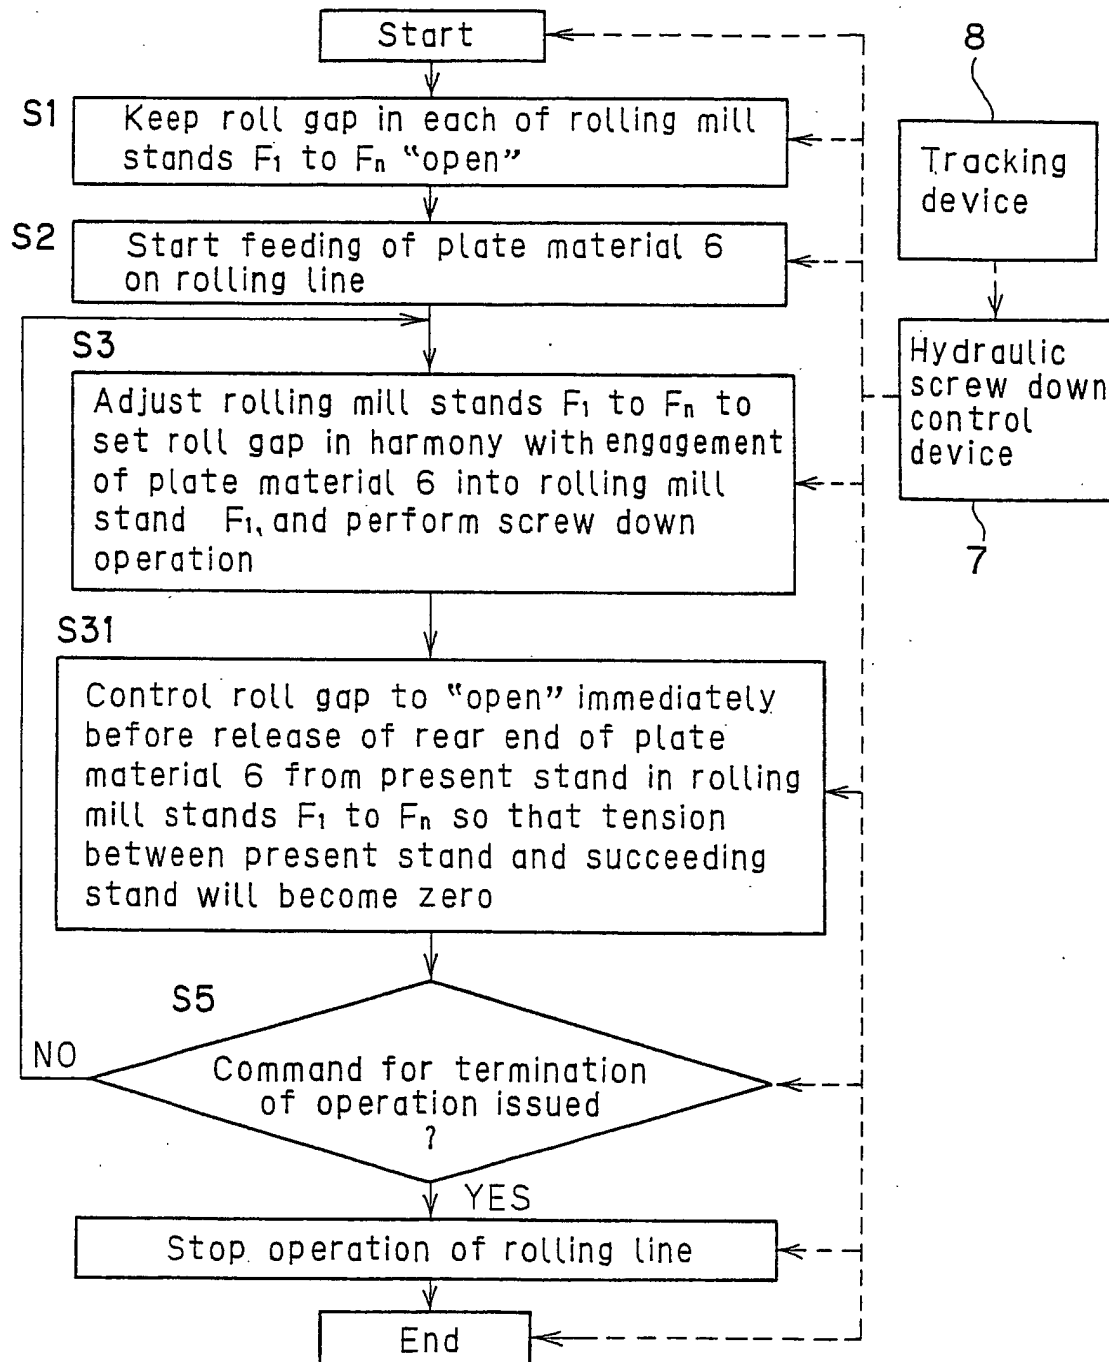 Start
8
S1
Keep roll gap in each of rolling mill
stands F₁ to Fₙ “open”
Tracking
device
S2
Start feeding of plate material 6
on rolling line
S3
Hydraulic
screw down
control
device
7
Adjust rolling mill stands F₁ to Fₙ to
set roll gap in harmony with engagement
of plate material 6 into rolling mill
stand F₁, and perform screw down
operation
S31
Control roll gap to “open” immediately
before release of rear end of plate
material 6 from present stand in rolling
mill stands F₁ to Fₙ so that tension
between present stand and succeeding
stand will become zero
S5
NO
Command for termination
of operation issued
?
YES
Stop operation of rolling line
End